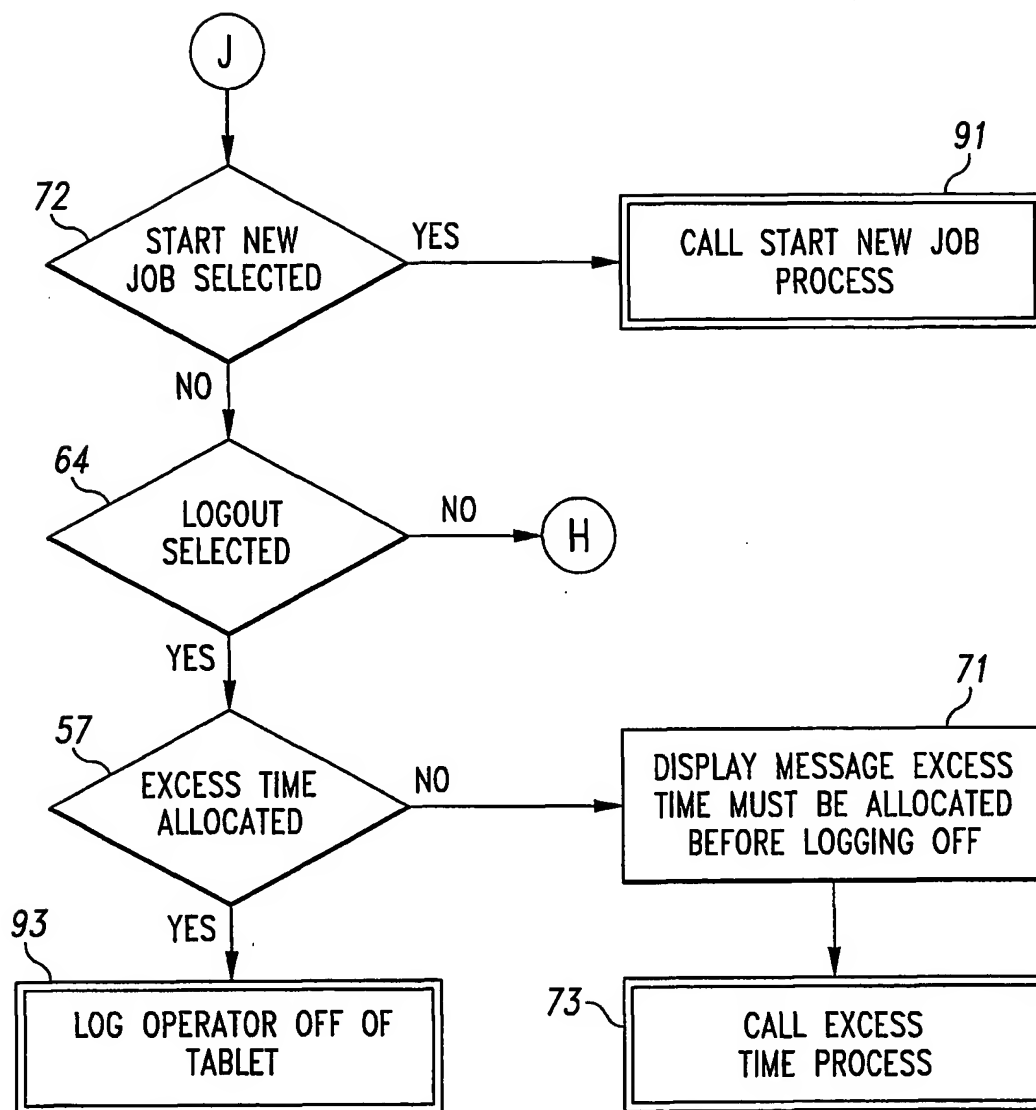 J
72
START NEW
JOB SELECTED
YES
91
CALL START NEW JOB
PROCESS
NO
64
LOGOUT
SELECTED
NO
H
YES
57
EXCESS TIME
ALLOCATED
NO
71
DISPLAY MESSAGE EXCESS
TIME MUST BE ALLOCATED
BEFORE LOGGING OFF
YES
93
LOG OPERATOR OFF OF
TABLET
73
CALL EXCESS
TIME PROCESS